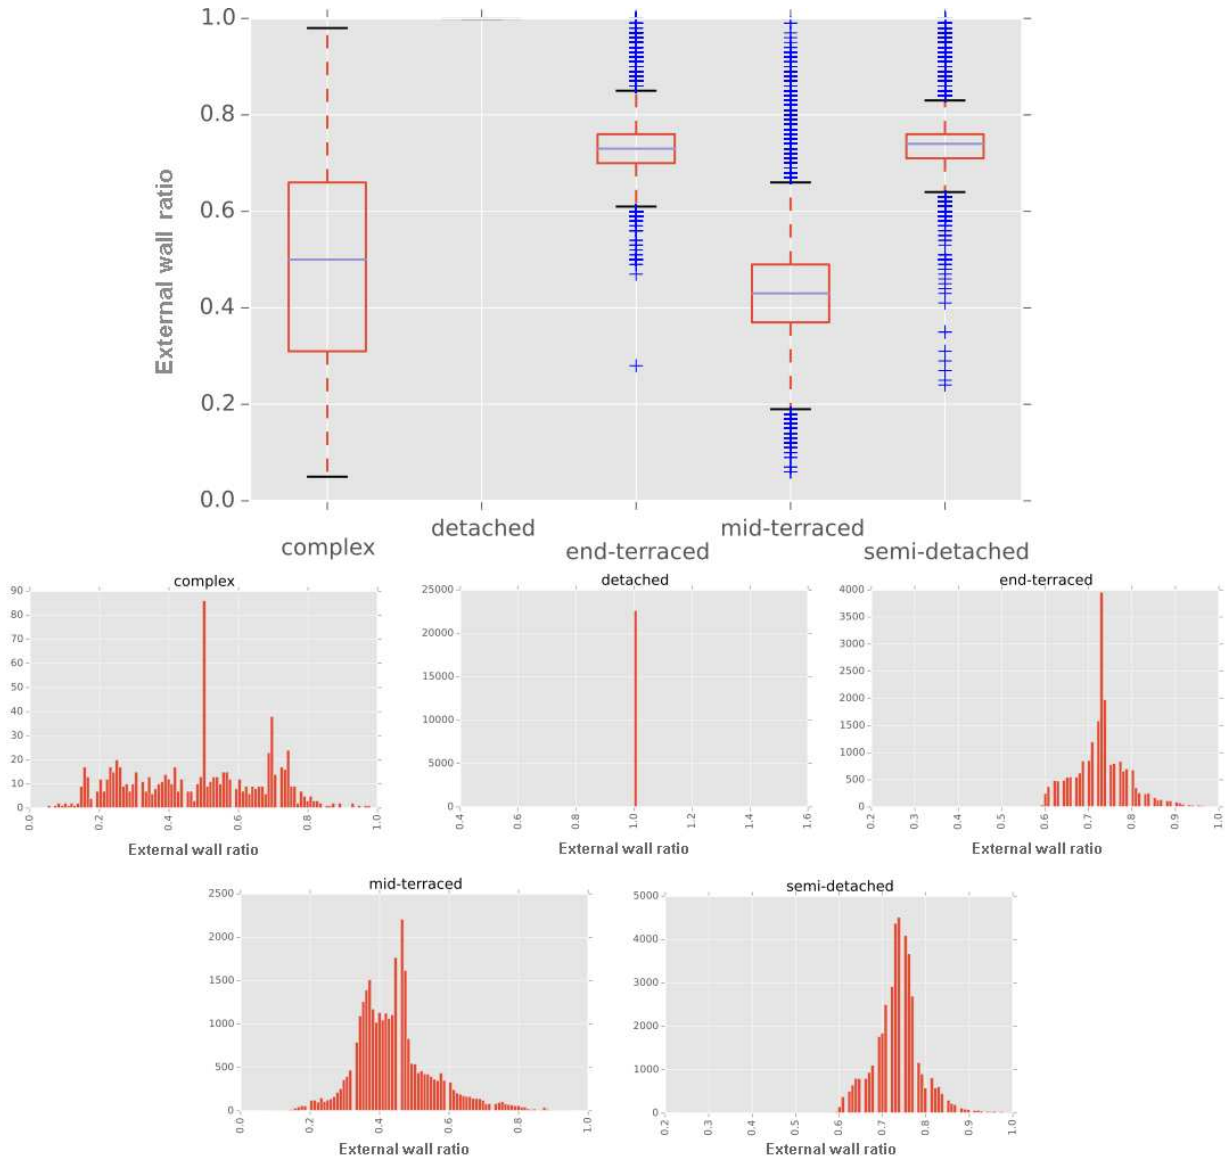 External wall ratio
1.0
0.8
0.6
0.4
0.2
0.0
complex
detached
end-terraced
mid-terraced
semi-detached
complex
90
80
70
60
50
40
30
20
10
0
0.0 0.2 0.4 0.6 0.8 1.0
External wall ratio
detached
25000
20000
15000
10000
5000
0
0.4 0.6 0.8 1.0 1.2 1.4 1.6
External wall ratio
end-terraced
4000
3500
3000
2500
2000
1500
1000
500
0
0.2 0.3 0.4 0.5 0.6 0.7 0.8 0.9 1.0
External wall ratio
mid-terraced
2500
2000
1500
1000
500
0
0.0 0.2 0.4 0.6 0.8 1.0
External wall ratio
semi-detached
5000
4000
3000
2000
1000
0
0.2 0.3 0.4 0.5 0.6 0.7 0.8 0.9 1.0
External wall ratio